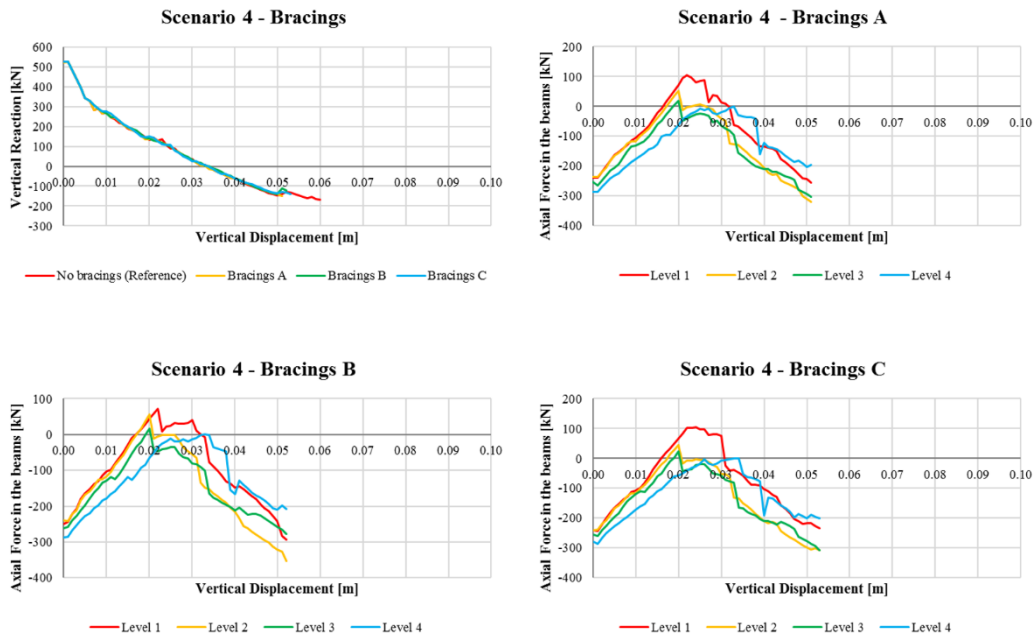 Scenario 4 - Bracings
Vertical Reaction [kN]
600
500
400
300
200
100
0
-100
-200
-300
0.00 0.01 0.02 0.03 0.04 0.05 0.06 0.07 0.08 0.09 0.10
Vertical Displacement [m]
No bracings (Reference) Bracings A Bracings B Bracings C
Scenario 4 - Bracings A
Axial Force in the beams [kN]
200
100
0
-100
-200
-300
-400
0.00 0.01 0.02 0.03 0.04 0.05 0.06 0.07 0.08 0.09 0.10
Vertical Displacement [m]
Level 1 Level 2 Level 3 Level 4
Scenario 4 - Bracings B
Axial Force in the beams [kN]
100
0
-100
-200
-300
-400
0.00 0.01 0.02 0.03 0.04 0.05 0.06 0.07 0.08 0.09 0.10
Vertical Displacement [m]
Level 1 Level 2 Level 3 Level 4
Scenario 4 - Bracings C
Axial Force in the beams [kN]
200
100
0
-100
-200
-300
-400
0.00 0.01 0.02 0.03 0.04 0.05 0.06 0.07 0.08 0.09 0.10
Vertical Displacement [m]
Level 1 Level 2 Level 3 Level 4